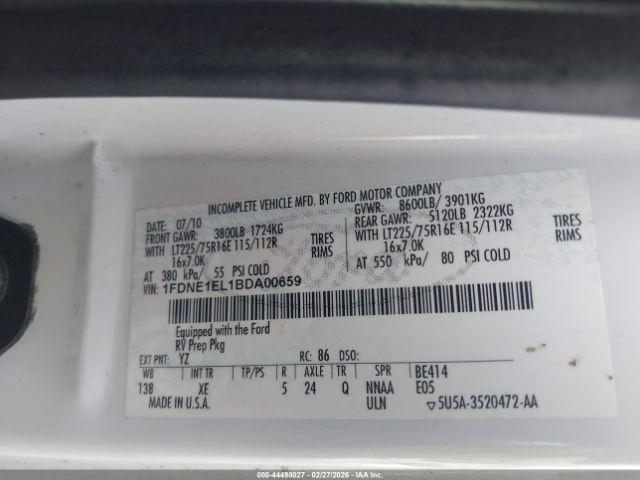 INCOMPLETE VEHICLE MFD. BY FORD MOTOR COMPANY
DATE: 07/10 GVWR: 8600LB/ 3901KG
FRONT GAWR: 3800LB 1724KG REAR GAWR: 5120LB 2322KG
WITH LT225/75R16E 115/112R TIRES WITH LT225/75R16E 115/112R TIRES
16x7.0K RIMS 16x7.0K RIMS
AT 380 kPa/ 55 PSI COLD AT 550 kPa/ 80 PSI COLD
VIN: 1FDNE1EL1BDA00659
Equipped with the Ford
RV Prep Pkg
EXT PNT: YZ RC: 86 DSO:
WB INT TR TP/PS R AXLE TR SPR BE414
138 XE 5 24 Q NNAA E05
MADE IN U.S.A. ULN ▽5U5A-3520472-AA
000-44498027 - 02/27/2026 - IAA Inc.